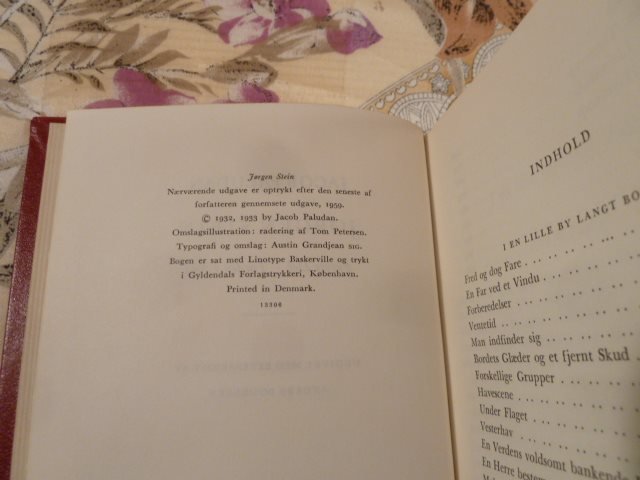 Jørgen Stein
Nærværende udgave er optrykt efter den seneste af
forfatteren gennemsete udgave, 1959.
© 1932, 1933 by Jacob Paludan.
Omslagsillustration: radering af Tom Petersen.
Typografi og omslag: Austin Grandjean SIG.
Bogen er sat med Linotype Baskerville og trykt
i Gyldendals Forlagstrykkeri, København.
Printed in Denmark.
13306
INDHOLD
I EN LILLE BY LANGT BO
Fred og dog Fare .. .. .. .. ...
En Far ved et Vindu .. .. .. ..
Forberedelser .. .. .. .. ..
Ventetid .. .. .. .. .. ..
Man indfinder sig .. .. .. ..
Bordets Glæder og et fjernt Skud ..
Forskellige Grupper .. .. .. ..
Havescene .. .. .. .. .. ..
Under Flaget .. .. .. .. ..
Vesterhav .. .. .. .. .. ..
En Verdens voldsomt bankende
En Herre bestemmer